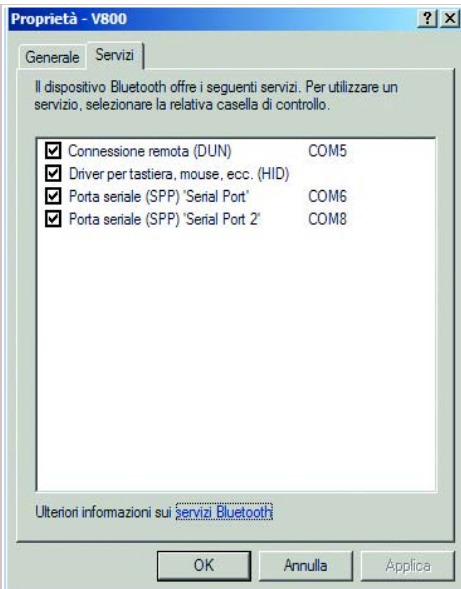 Proprietà - V800
Generale Servizi
Il dispositivo Bluetooth offre i seguenti servizi. Per utilizzare un
servizio, selezionare la relativa casella di controllo.
Connessione remota (DUN) COM5
Driver per tastiera, mouse, ecc. (HID)
Porta seriale (SPP) 'Serial Port' COM6
Porta seriale (SPP) 'Serial Port 2' COM8
Ulteriori informazioni sui servizi Bluetooth
OK Annulla Applica